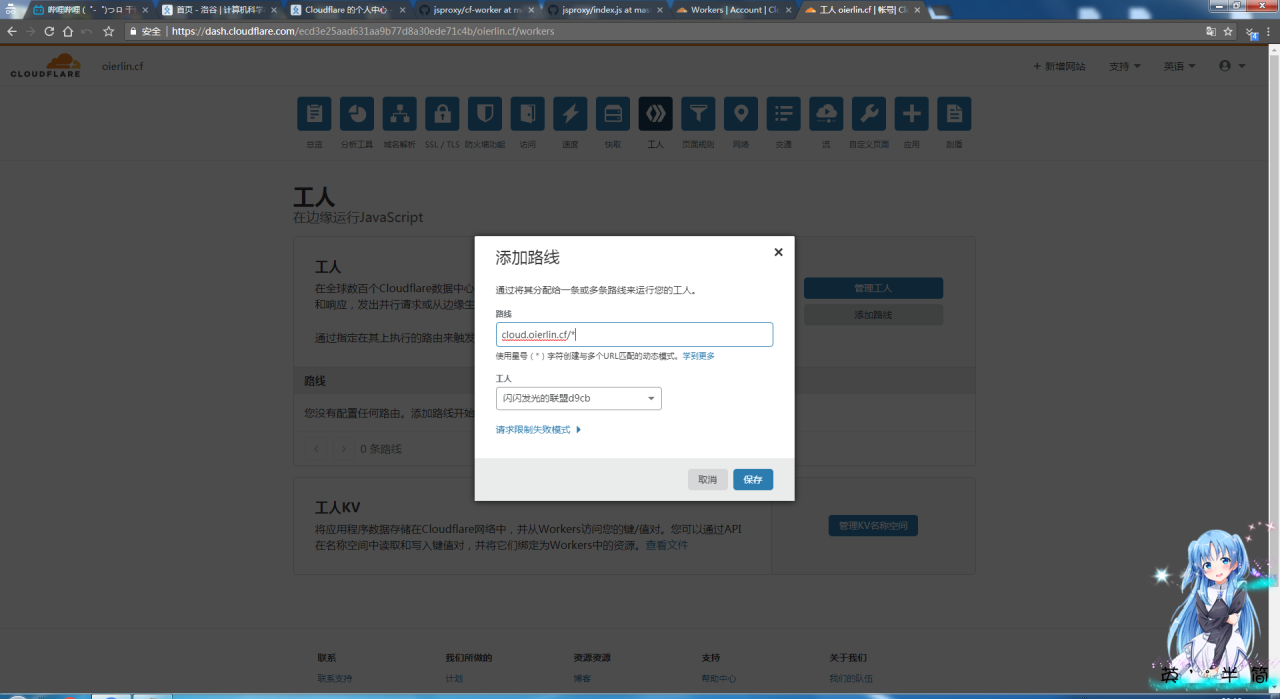 哔哩哔哩 ( ゜- ゜)つロ 干
首页 - 洛谷 | 计算机科学
Cloudflare 的个人中心
jsproxy/cf-worker at m
jsproxy/index.js at mas
Workers | Account | Cl
工人 oierlin.cf | 帐号| Cl
安全 https://dash.cloudflare.com/ecd3e25aad631aa9b77d8a30ede71c4b/oierlin.cf/workers
CLOUDFLARE
oierlin.cf
+ 新增网站
支持
英语
总览 分析工具 域名解析 SSL / TLS 防火墙功能 访问 速度 快取 工人 页面规则 网络 交通 流 自定义页面 应用 刮盾
工人
在边缘运行JavaScript
工人
在全球数百个Cloudflare数据中心
和响应，发出并行请求或从边缘生
通过指定在其上执行的路由来触发
管理工人
添加路线
路线
您没有配置任何路由。添加路线开始
0 条路线
添加路线
通过将其分配给一条或多条路线来运行您的工人。
路线
cloud.oierlin.cf/*
使用星号（*）字符创建与多个URL匹配的动态模式。学到更多
工人
闪闪发光的联盟d9cb
请求限制失败模式
取消
保存
工人KV
将应用程序数据存储在Cloudflare网络中，并从Workers访问您的键/值对。您可以通过API
在名称空间中读取和写入键值对，并将它们绑定为Workers中的资源。查看文件
管理KV名称空间
联系
我们所做的
资源资源
支持
关于我们
联系支持
计划
博客
帮助中心
我们的队伍
英 半 简